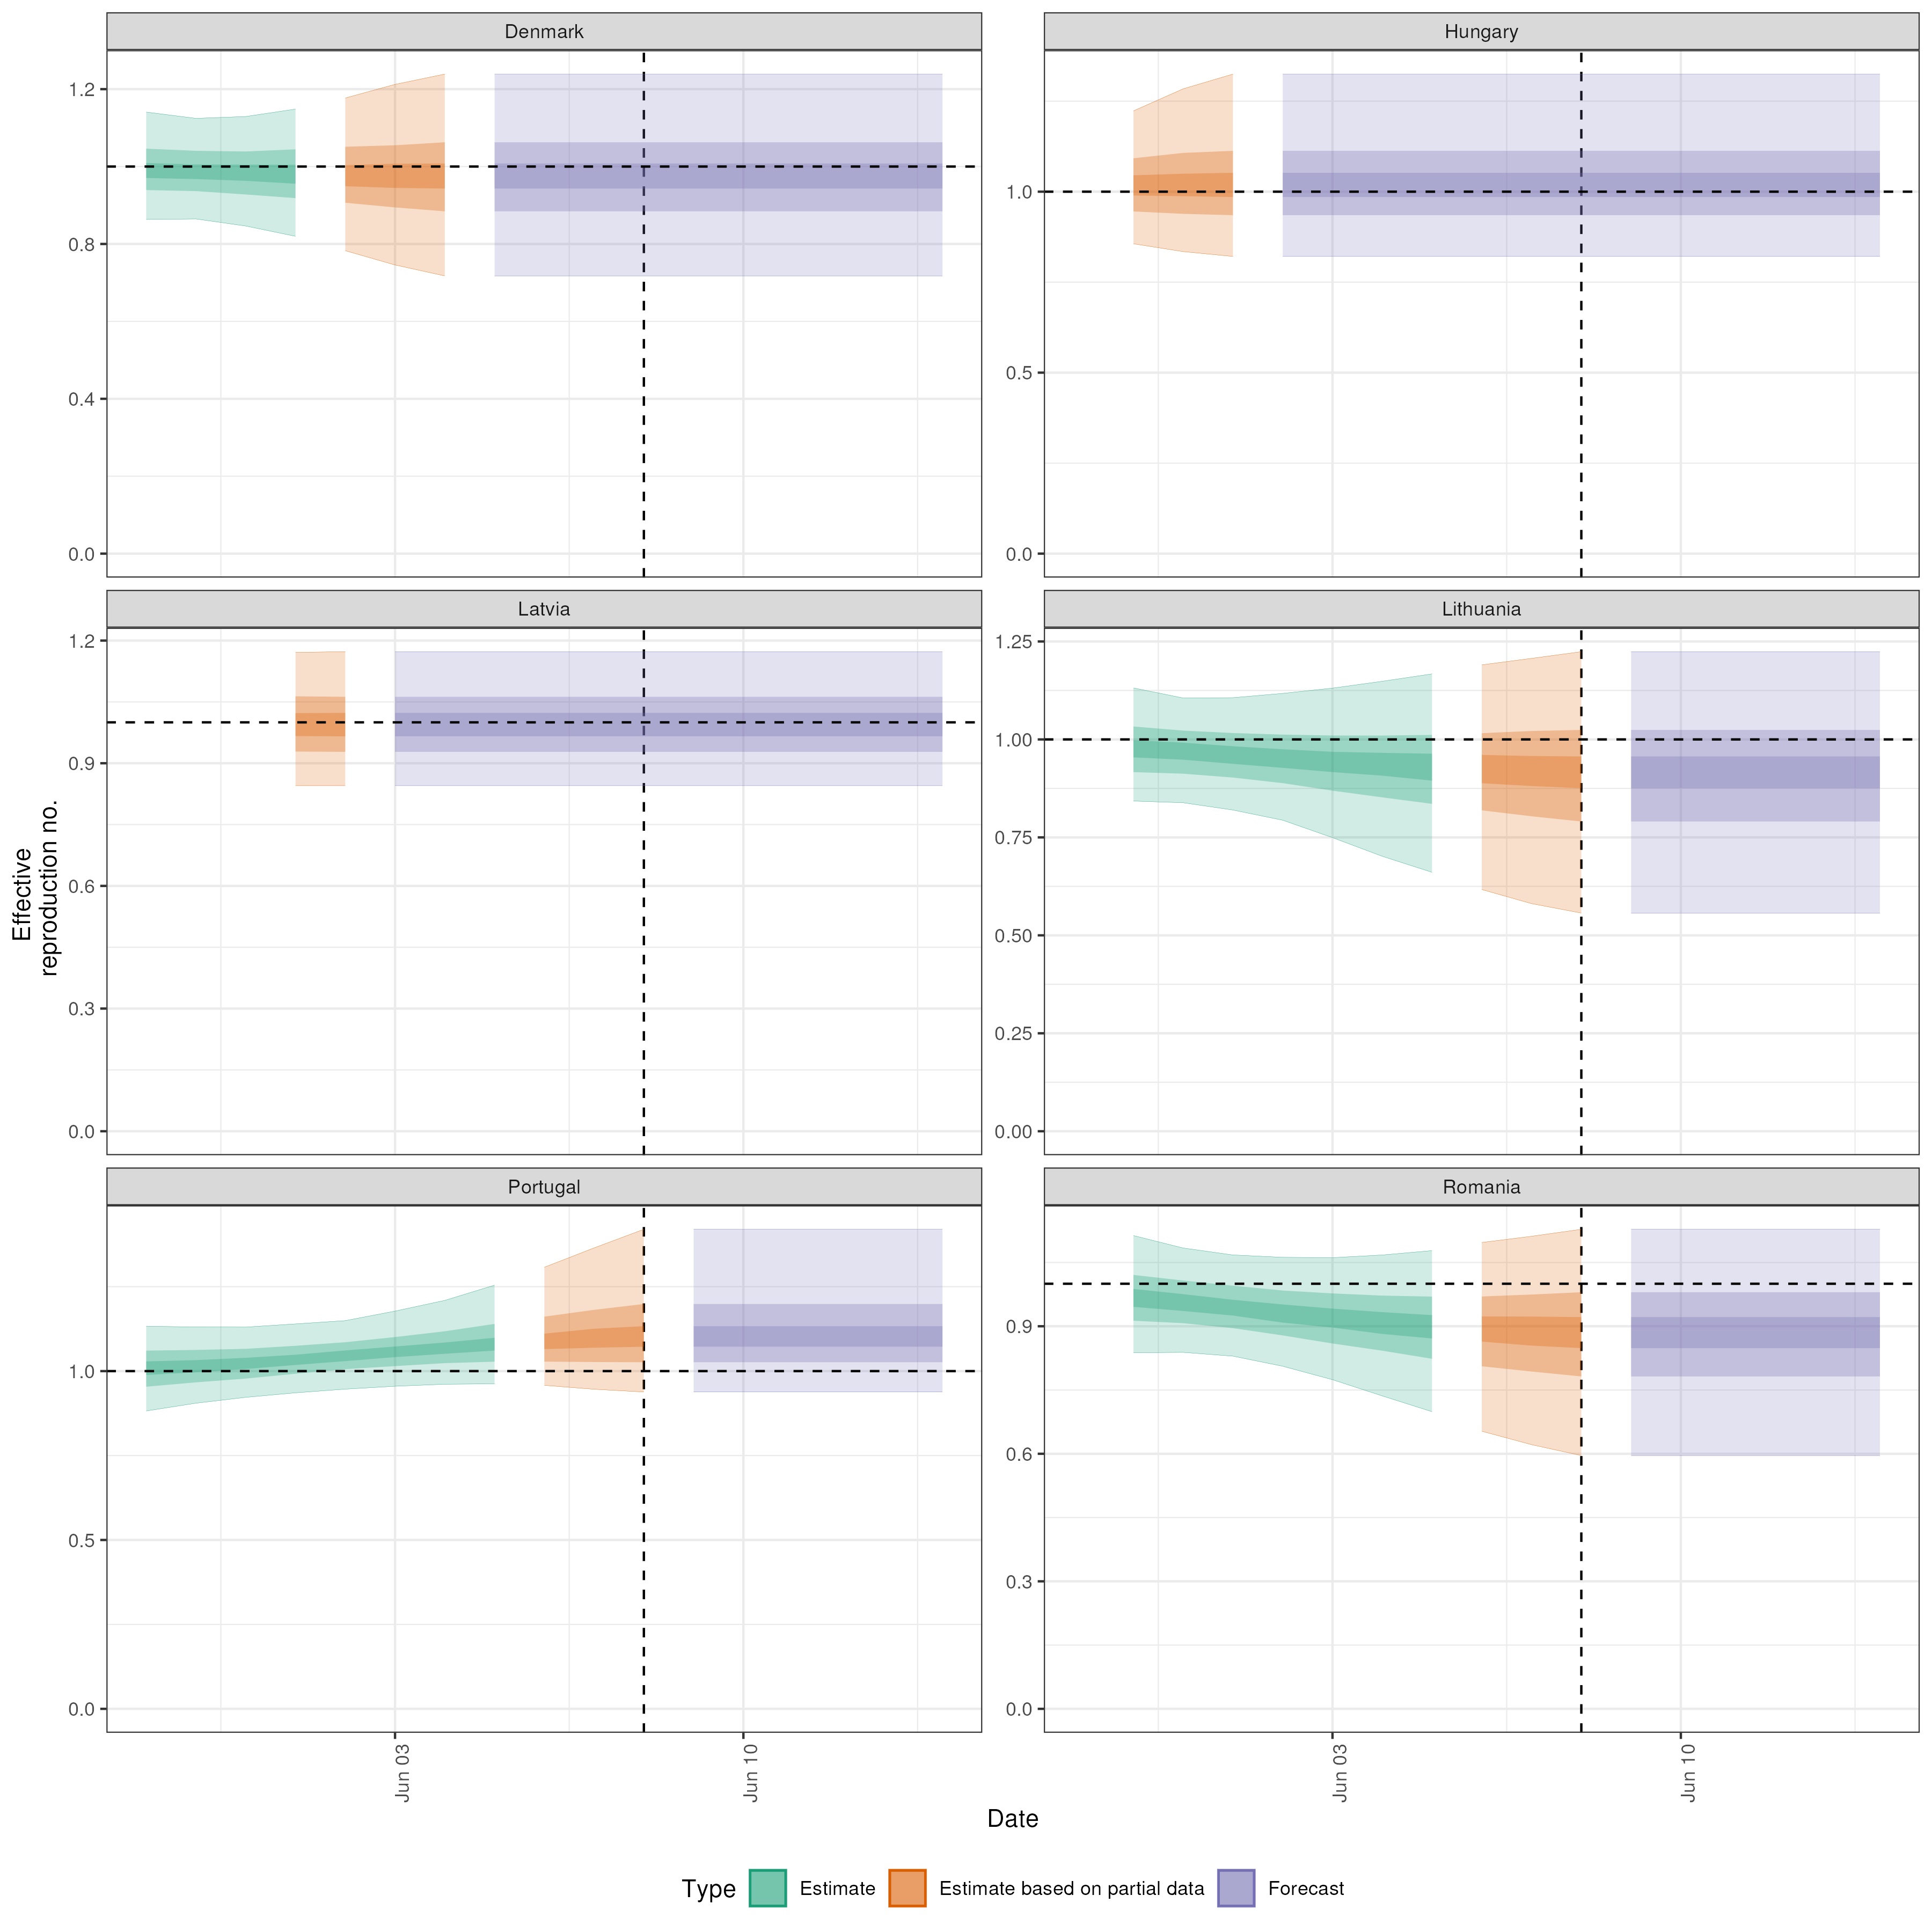 Denmark
Hungary
1.2
0.8
0.4
0.0
1.0
0.5
0.0
Latvia
Lithuania
1.2
0.9
0.6
0.3
0.0
1.25
1.00
0.75
0.50
0.25
0.00
Effective
reproduction no.
Portugal
Romania
1.0
0.5
0.0
0.9
0.6
0.3
0.0
Jun 03
Jun 10
Jun 03
Jun 10
Date
Type Estimate Estimate based on partial data Forecast